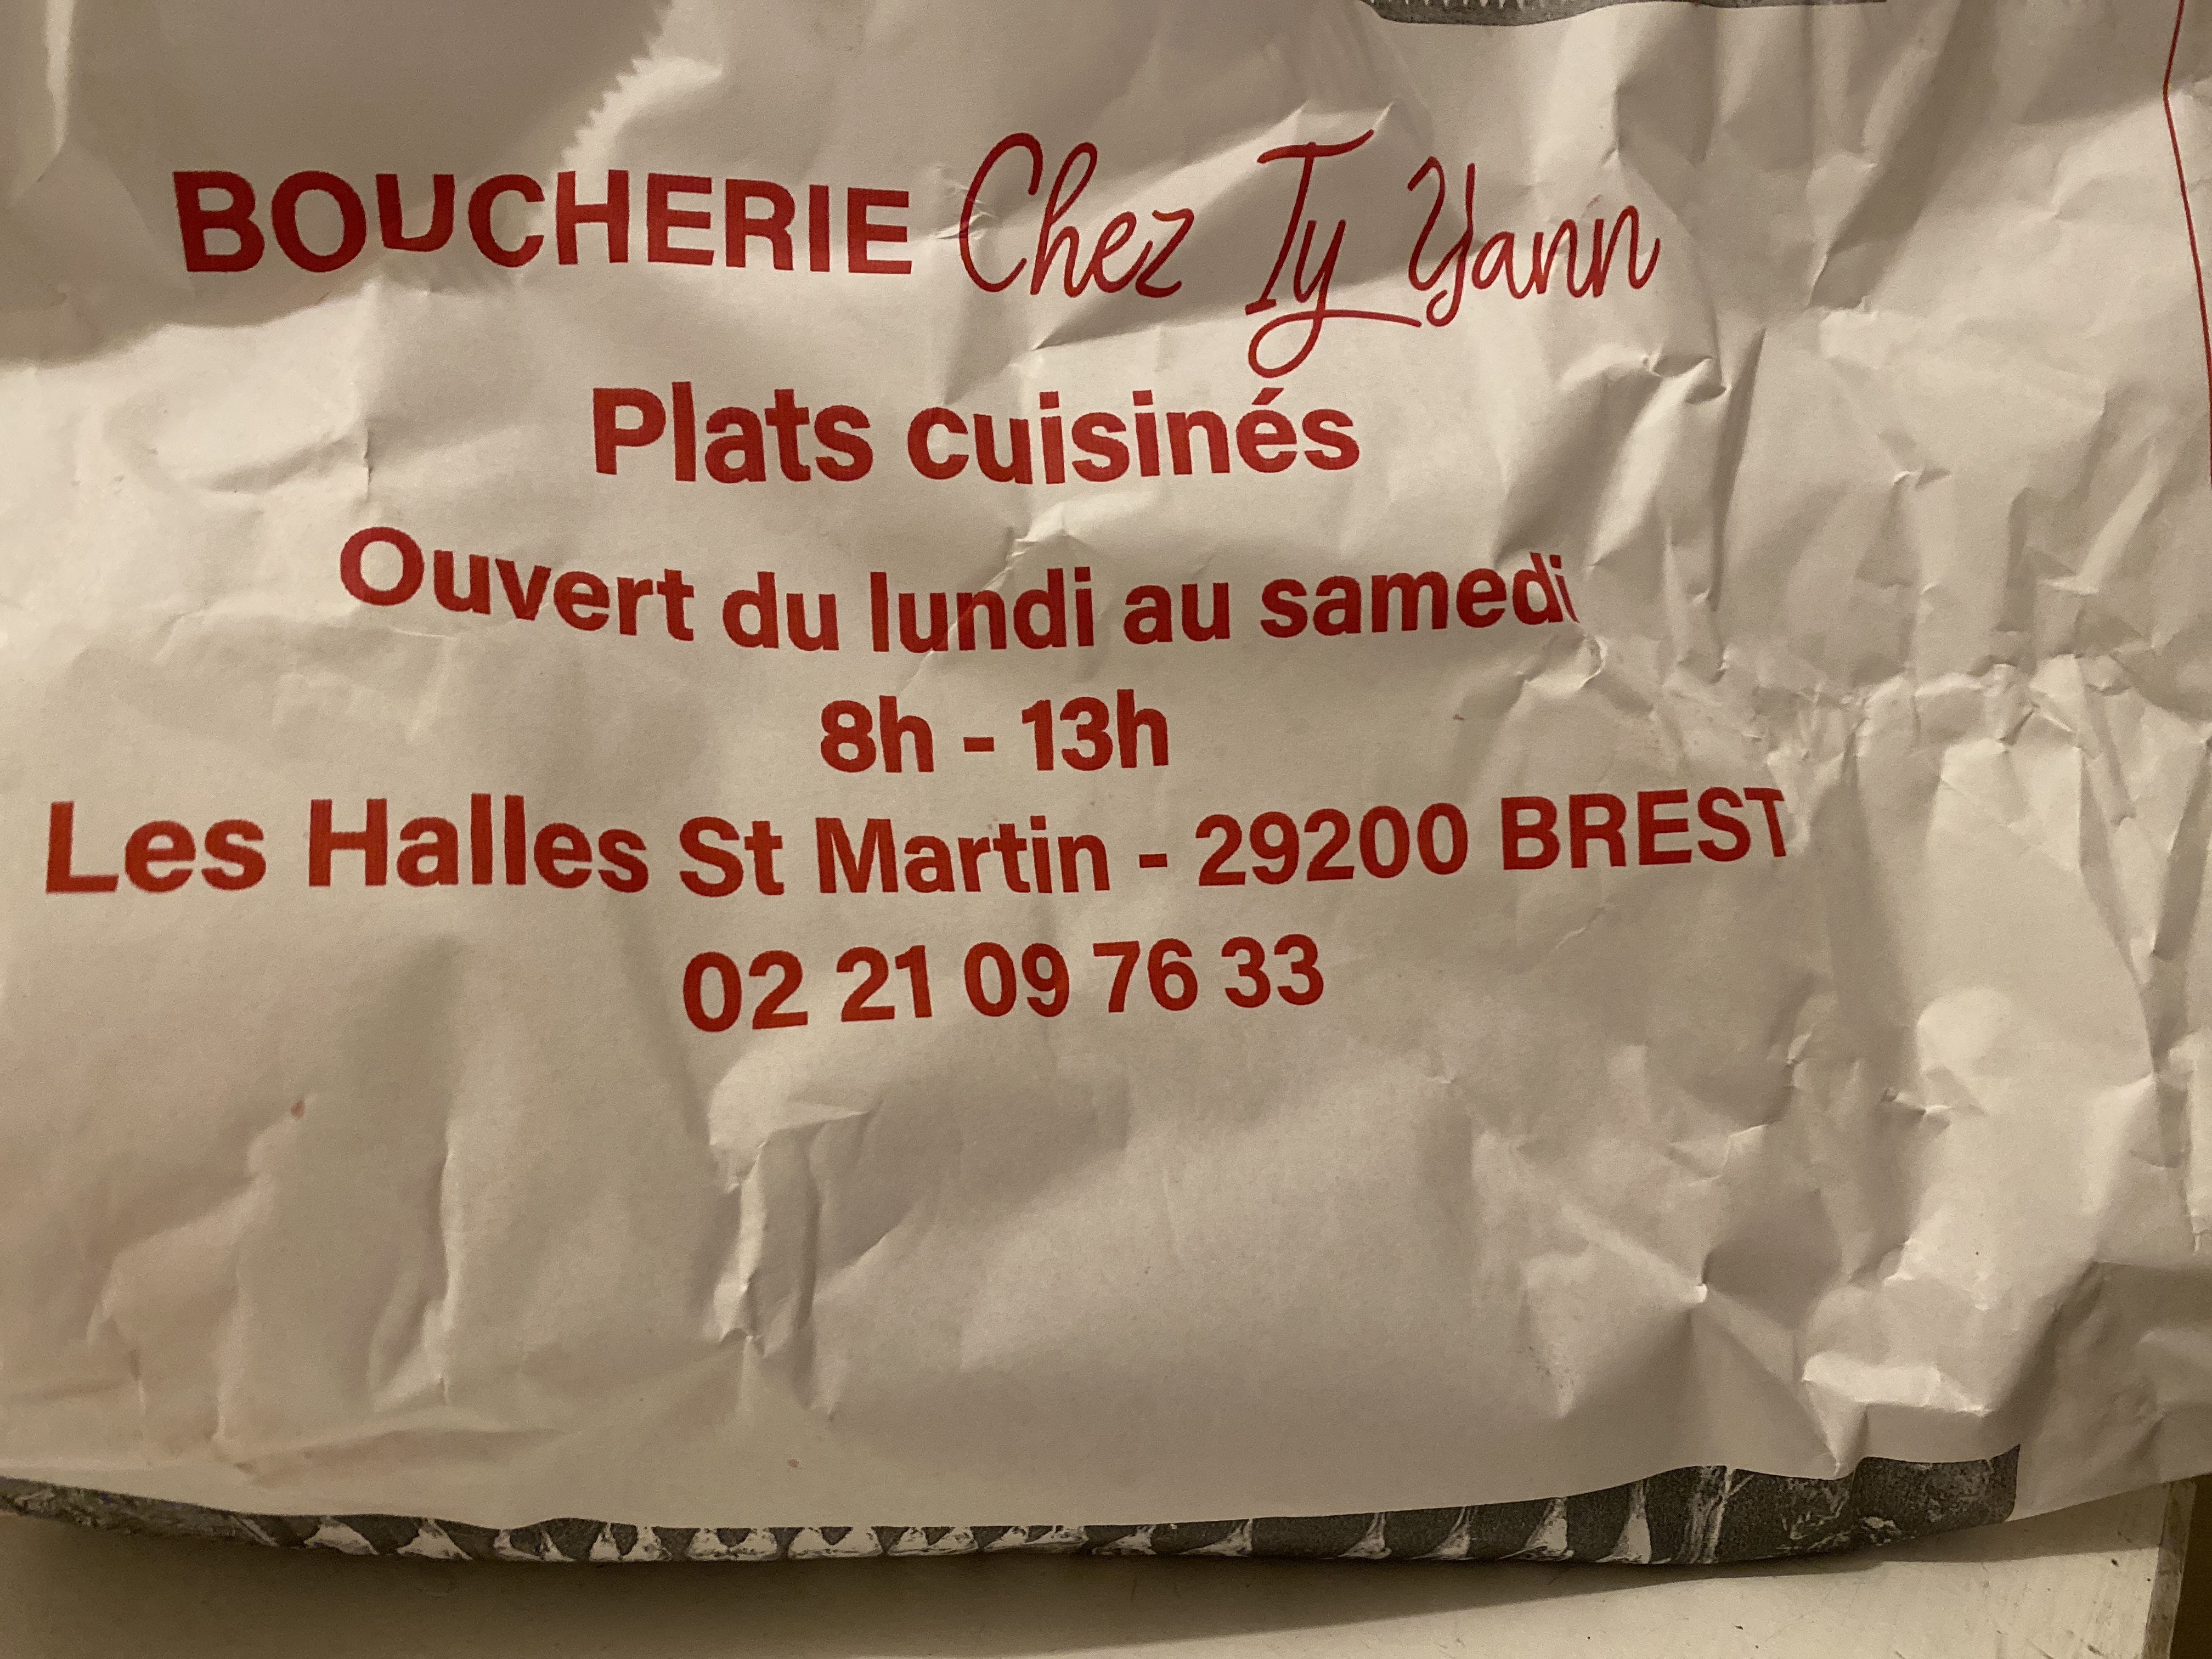 BOUCHERIE Chez Ty Yann
Plats cuisinés
Ouvert du lundi au samedi
8h - 13h
Les Halles St Martin - 29200 BREST
02 21 09 76 33